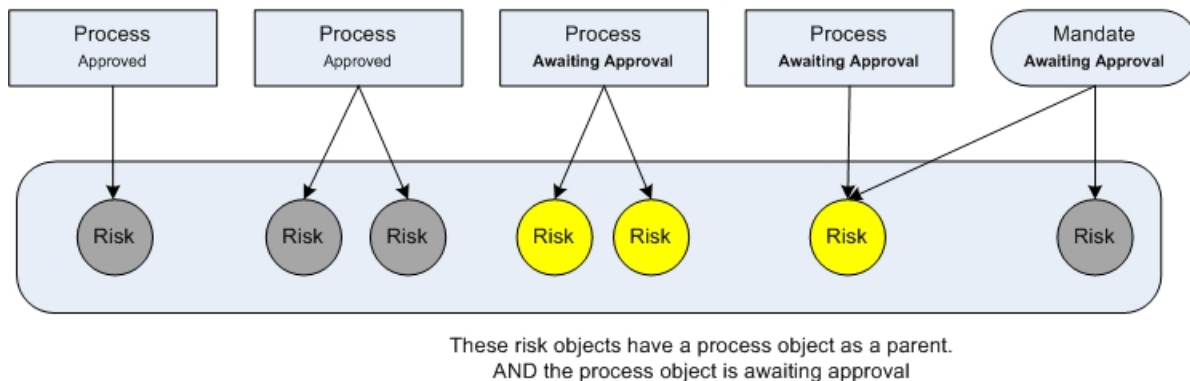 Process
Approved
Process
Approved
Process
Awaiting Approval
Process
Awaiting Approval
Mandate
Awaiting Approval
Risk
Risk
Risk
Risk
Risk
Risk
Risk
These risk objects have a process object as a parent.
AND the process object is awaiting approval